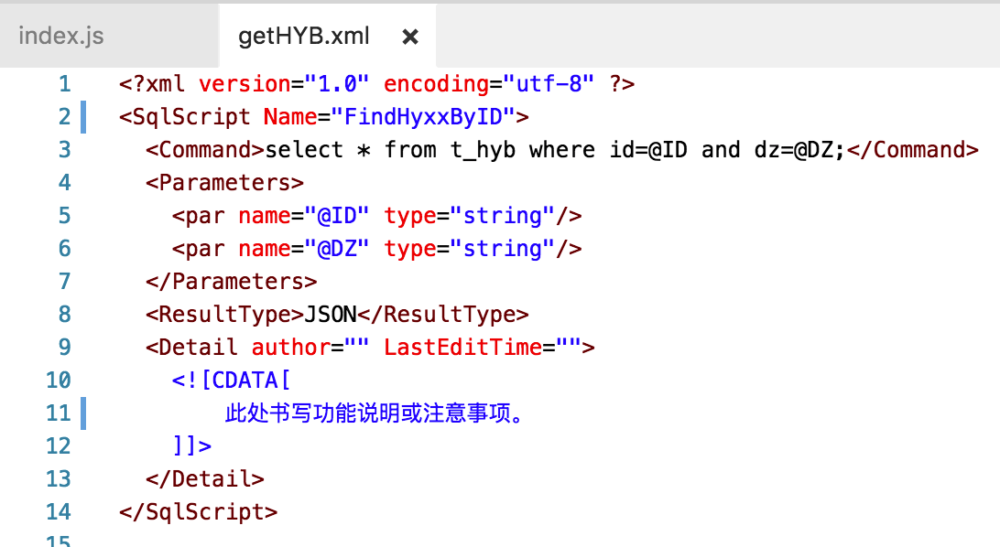 index.js getHYB.xml ×
1 <?xml version="1.0" encoding="utf-8" ?>
2 <SqlScript Name="FindHyxxByID">
3 <Command>select * from t_hyb where id=@ID and dz=@DZ;</Command>
4 <Parameters>
5 <par name="@ID" type="string"/>
6 <par name="@DZ" type="string"/>
7 </Parameters>
8 <ResultType>JSON</ResultType>
9 <Detail author="" LastEditTime="">
10 <![CDATA[
11 此处书写功能说明或注意事项。
12 ]]>
13 </Detail>
14 </SqlScript>
15